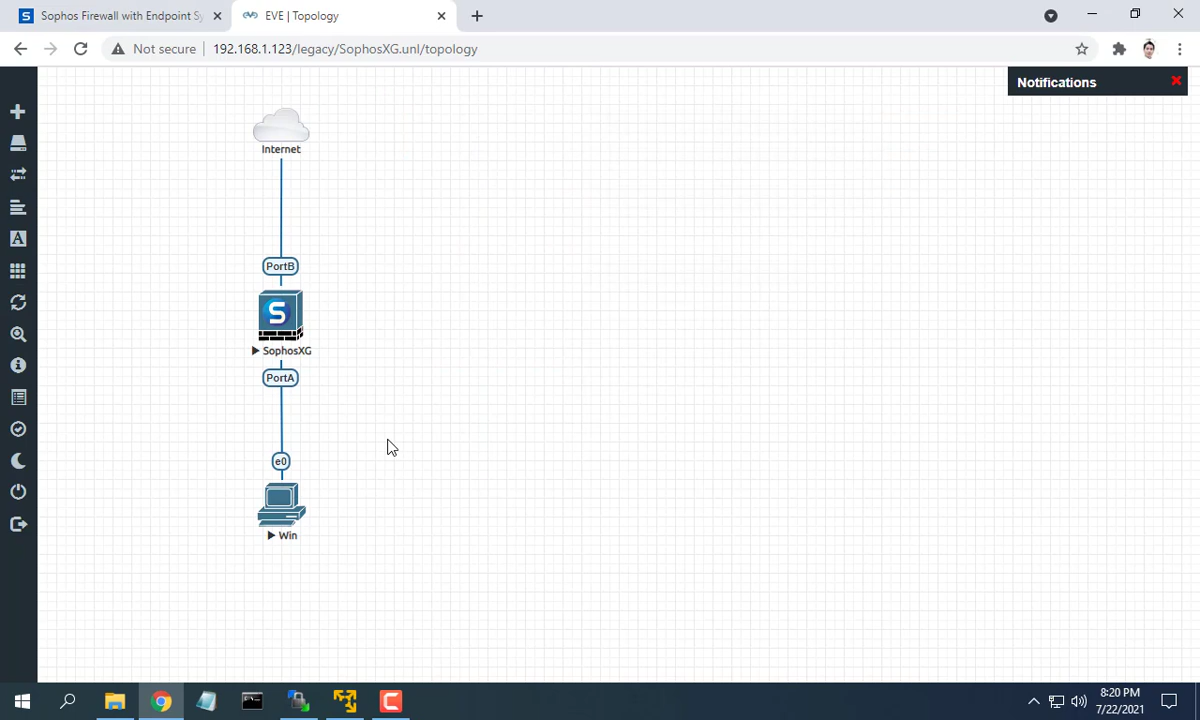 Sophos Firewall with Endpoint Sy
EVE | Topology
Not secure
192.168.1.123/legacy/SophosXG.unl/topology
Notifications
Internet
PortB
S
SophosXG
PortA
e0
Win
A
8:20 PM
7/22/2021